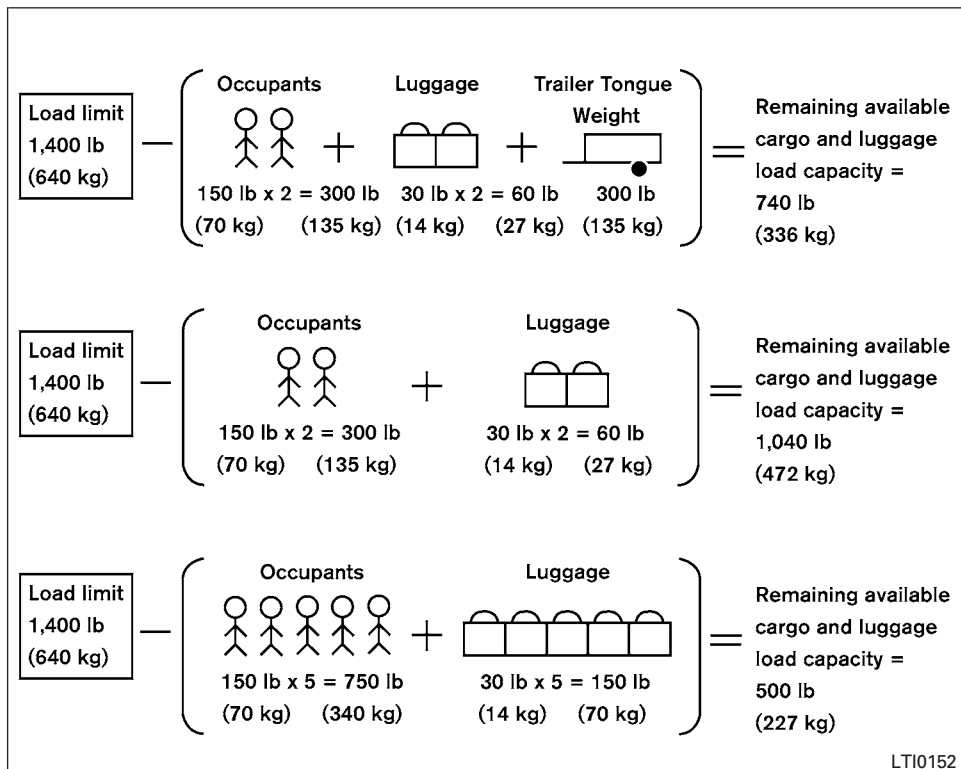 Occupants Luggage Trailer Tongue
Weight
Load limit
1,400 lb
(640 kg)
—
+
+
=
150 lb x 2 = 300 lb 30 lb x 2 = 60 lb 300 lb
(70 kg) (135 kg) (14 kg) (27 kg) (135 kg)
Remaining available
cargo and luggage
load capacity =
740 lb
(336 kg)
Occupants Luggage
Load limit
1,400 lb
(640 kg)
—
+
=
150 lb x 2 = 300 lb 30 lb x 2 = 60 lb
(70 kg) (135 kg) (14 kg) (27 kg)
Remaining available
cargo and luggage
load capacity =
1,040 lb
(472 kg)
Occupants Luggage
Load limit
1,400 lb
(640 kg)
—
+
=
150 lb x 5 = 750 lb 30 lb x 5 = 150 lb
(70 kg) (340 kg) (14 kg) (70 kg)
Remaining available
cargo and luggage
load capacity =
500 lb
(227 kg)
LTI0152